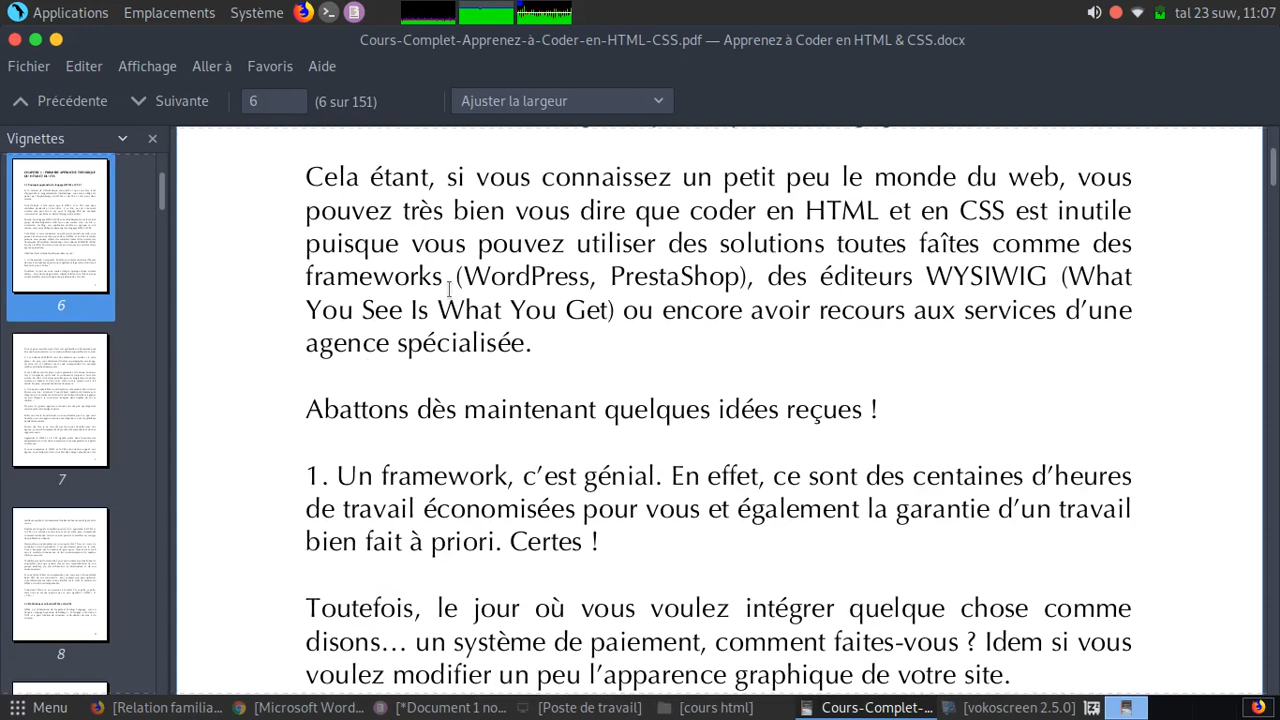 Applications Emplacements Système tal 23 suw, 11:07
Cours-Complet-Apprenez-à-Coder-en-HTML-CSS.pdf — Apprenez à Coder en HTML & CSS.docx
Fichier Editer Affichage Aller à Favoris Aide
Précédente Suivante 6 (6 sur 151) Ajuster la largeur
Vignettes
6
7
8
Cela étant, si vous connaissez un petit peu le monde du web, vous
pouvez très bien vous dire que coder en HTML et en CSS est inutile
puisque vous pouvez utiliser des solutions toutes faîtes comme des
frameworks (WordPress, PrestaShop), des éditeurs WYSIWIG (What
You See Is What You Get) ou encore avoir recours aux services d’une
agence spécialisée.
Abattons dès maintenant quelques idées reçues !
1. Un framework, c’est génial. En effet, ce sont des centaines d’heures
de travail économisées pour vous et également la garantie d’un travail
bien fait à priori. Certes !
Toutefois, le jour où vous voulez intégrer quelque chose comme
disons… un système de paiement, comment faites-vous ? Idem si vous
voulez modifier un peu l’apparence graphique de votre site.
Menu [Relation familia... [Microsoft Word... [*Document 1 no... [Poste de travail] [cours html] Cours-Complet-... [vokoscreen 2.5.0]